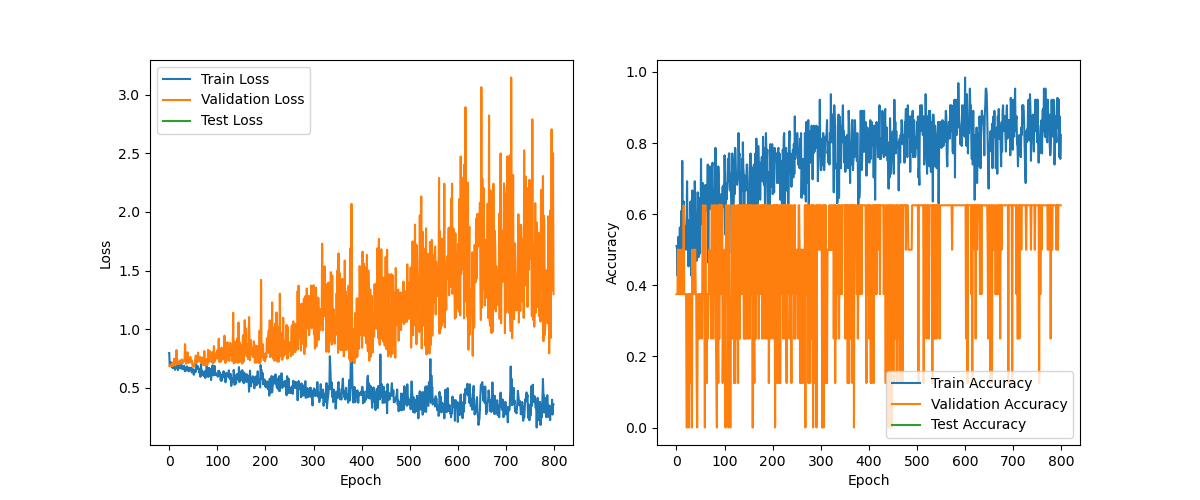 Train Loss
Validation Loss
Test Loss
3.0
2.5
2.0
1.5
1.0
0.5
0 100 200 300 400 500 600 700 800
Epoch
Loss
1.0
0.8
0.6
0.4
0.2
0.0
Train Accuracy
Validation Accuracy
Test Accuracy
0 100 200 300 400 500 600 700 800
Epoch
Accuracy